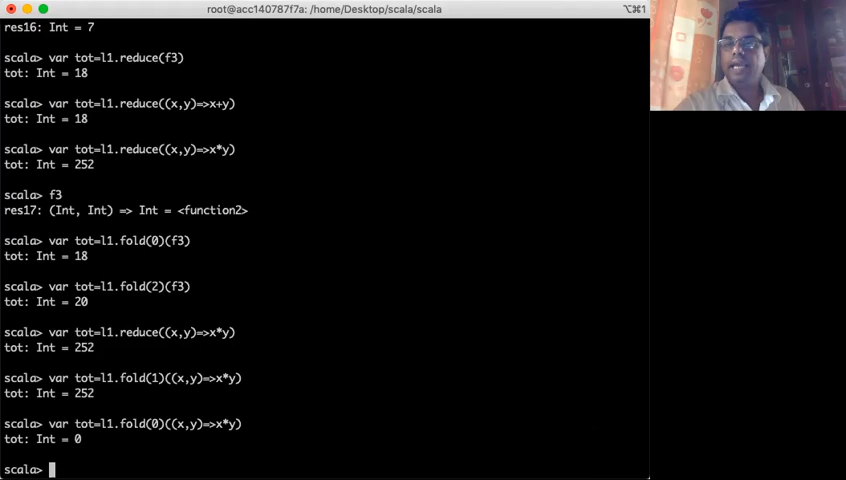 root@acc140787f7a: /home/Desktop/scala/scala
⌥⌘1
res16: Int = 7
scala> var tot=l1.reduce(f3)
tot: Int = 18
scala> var tot=l1.reduce((x,y)=>x+y)
tot: Int = 18
scala> var tot=l1.reduce((x,y)=>x*y)
tot: Int = 252
scala> f3
res17: (Int, Int) => Int = <function2>
scala> var tot=l1.fold(0)(f3)
tot: Int = 18
scala> var tot=l1.fold(2)(f3)
tot: Int = 20
scala> var tot=l1.reduce((x,y)=>x*y)
tot: Int = 252
scala> var tot=l1.fold(1)((x,y)=>x*y)
tot: Int = 252
scala> var tot=l1.fold(0)((x,y)=>x*y)
tot: Int = 0
scala>